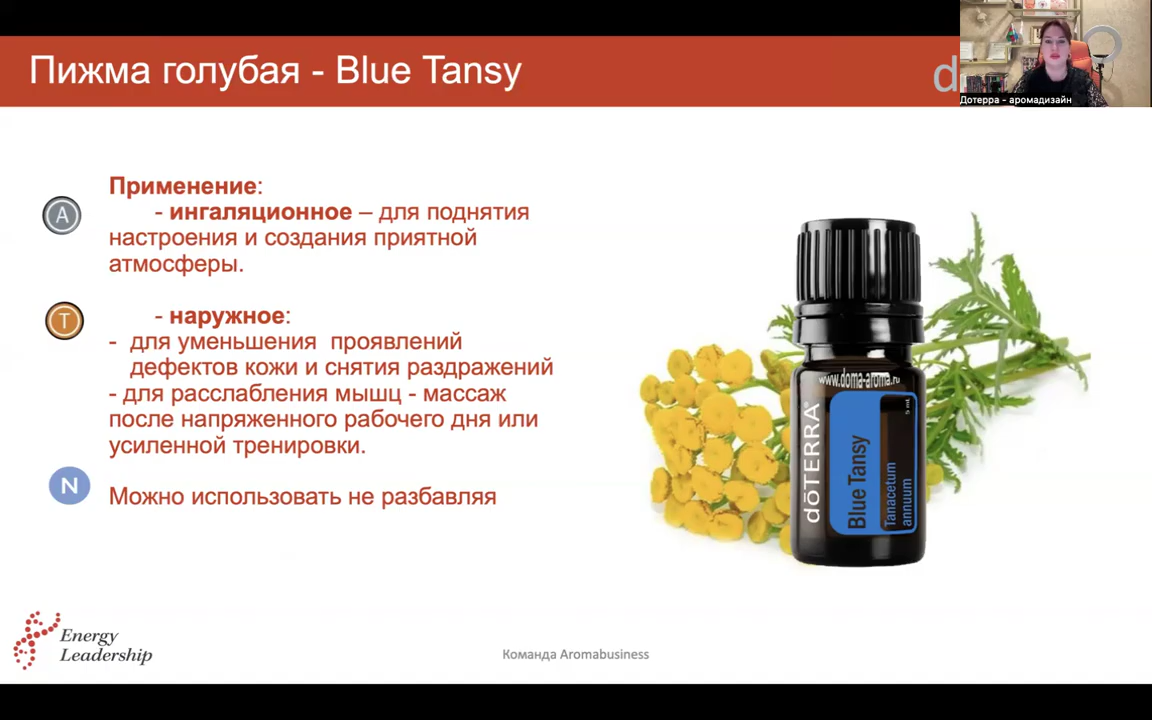 Пижма голубая - Blue Tansy
d
Дотерра - аромадизайн
Применение:
A
- ингаляционное – для поднятия
настроения и создания приятной
атмосферы.
T
- наружное:
- для уменьшения проявлений
дефектов кожи и снятия раздражений
- для расслабления мышц - массаж
после напряженного рабочего дня или
усиленной тренировки.
N
Можно использовать не разбавляя
www.doma-aroma.ru
dōTERRA®
Blue Tansy
Tanacetum
annuum
5 mL
Energy
Leadership
Команда Aromabusiness